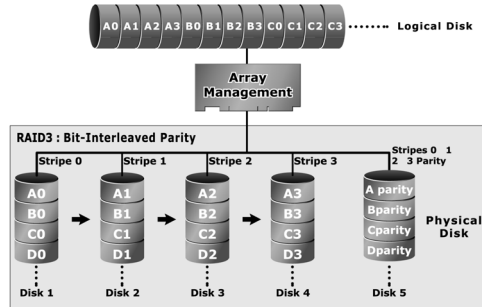 A0 A1 A2 A3 B0 B1 B2 B3 C0 C1 C2 C3 Logical Disk
Array
Management
RAID3 : Bit-Interleaved Parity
Stripe 0 Stripe 1 Stripe 2 Stripe 3 Stripes 0 1
2 3 Parity
A0 A1 A2 A3 A parity
B0 B1 B2 B3 Bparity
C0 C1 C2 C3 Cparity
D0 D1 D2 D3 Dparity
Physical
Disk
Disk 1 Disk 2 Disk 3 Disk 4 Disk 5